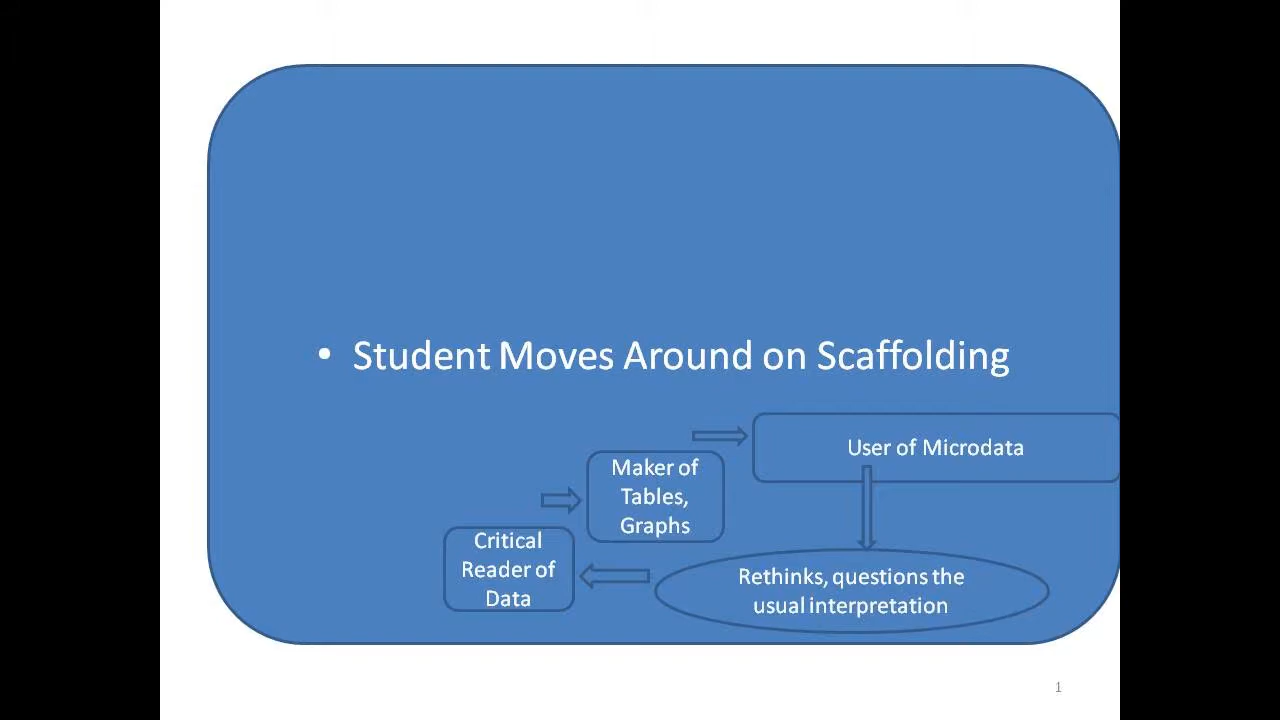 • Student Moves Around on Scaffolding
User of Microdata
Maker of
Tables,
Graphs
Critical
Reader of
Data
Rethinks, questions the
usual interpretation
1